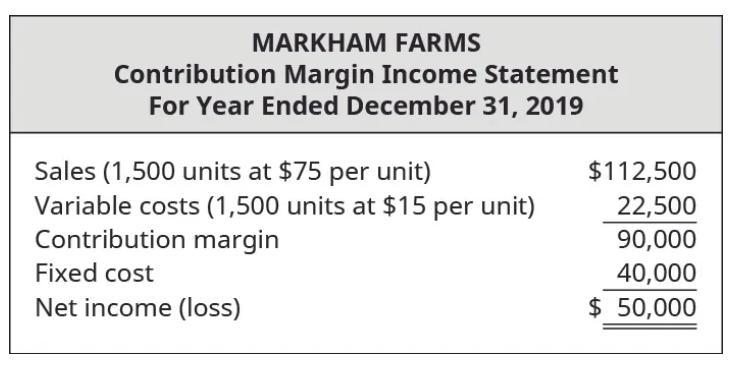 MARKHAM FARMS
Contribution Margin Income Statement
For Year Ended December 31, 2019
Sales (1,500 units at $75 per unit) $112,500
Variable costs (1,500 units at $15 per unit) 22,500
Contribution margin 90,000
Fixed cost 40,000
Net income (loss) $ 50,000